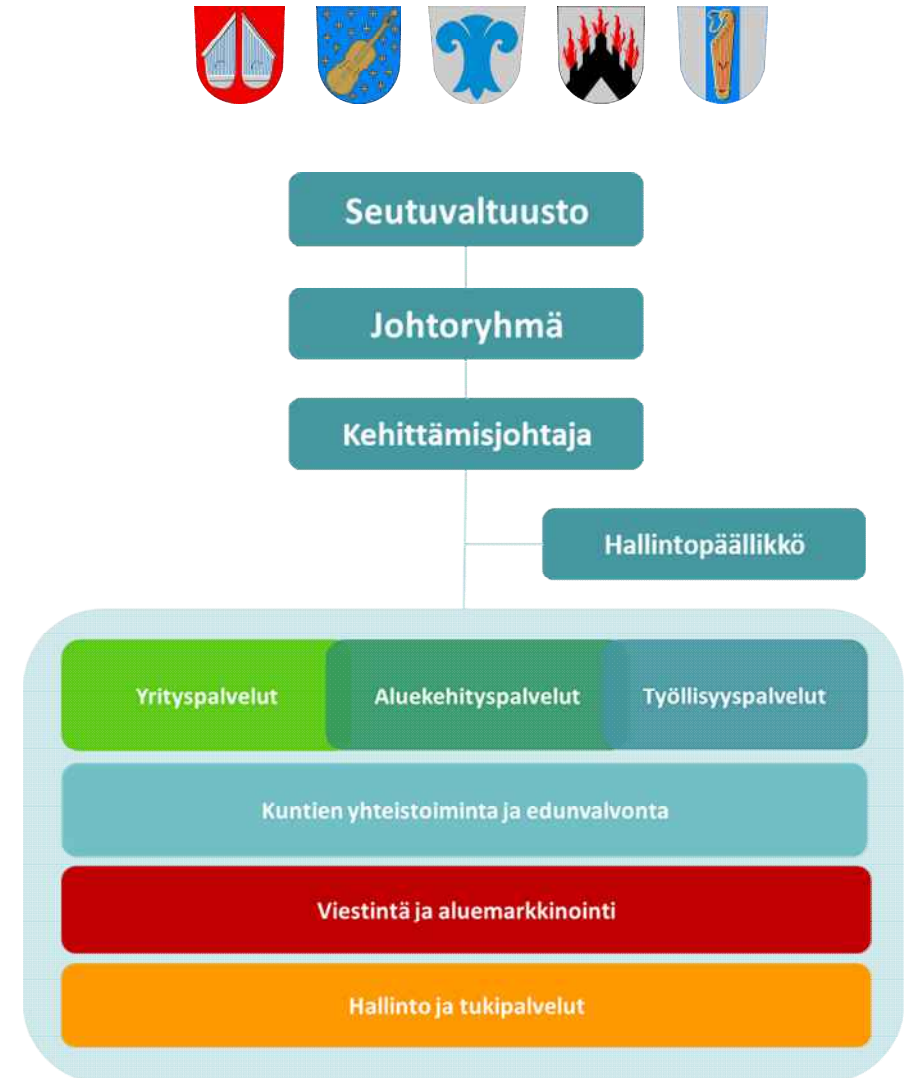 Seutuvaltuusto
Johtoryhmä
Kehittämisjohtaja
Hallintopäällikkö
Yrityspalvelut
Aluekehityspalvelut
Työllisyyspalvelut
Kuntien yhteistoiminta ja edunvalvonta
Viestintä ja aluemarkkinointi
Hallinto ja tukipalvelut